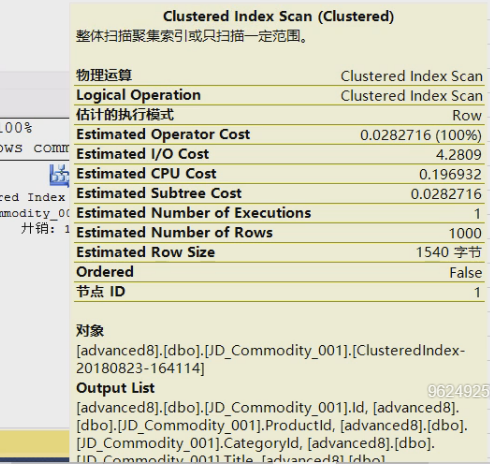 Clustered Index Scan (Clustered)
整体扫描聚集索引或只扫描一定范围。
物理运算 Clustered Index Scan
Logical Operation Clustered Index Scan
估计的执行模式 Row
Estimated Operator Cost 0.0282716 (100%)
Estimated I/O Cost 4.2809
Estimated CPU Cost 0.196932
Estimated Subtree Cost 0.0282716
Estimated Number of Executions 1
Estimated Number of Rows 1000
Estimated Row Size 1540 字节
Ordered False
节点 ID 1
对象
[advanced8].[dbo].[JD_Commodity_001].[ClusteredIndex-
20180823-164114]
Output List
[advanced8].[dbo].[JD_Commodity_001].Id, [advanced8].
[dbo].[JD_Commodity_001].ProductId, [advanced8].[dbo].
[JD_Commodity_001].CategoryId, [advanced8].[dbo].
[JD_Commodity_001].Title, [advanced8].[dbo].
100%
ows comm
red Index
mmodity_00
开销: 1
9624925